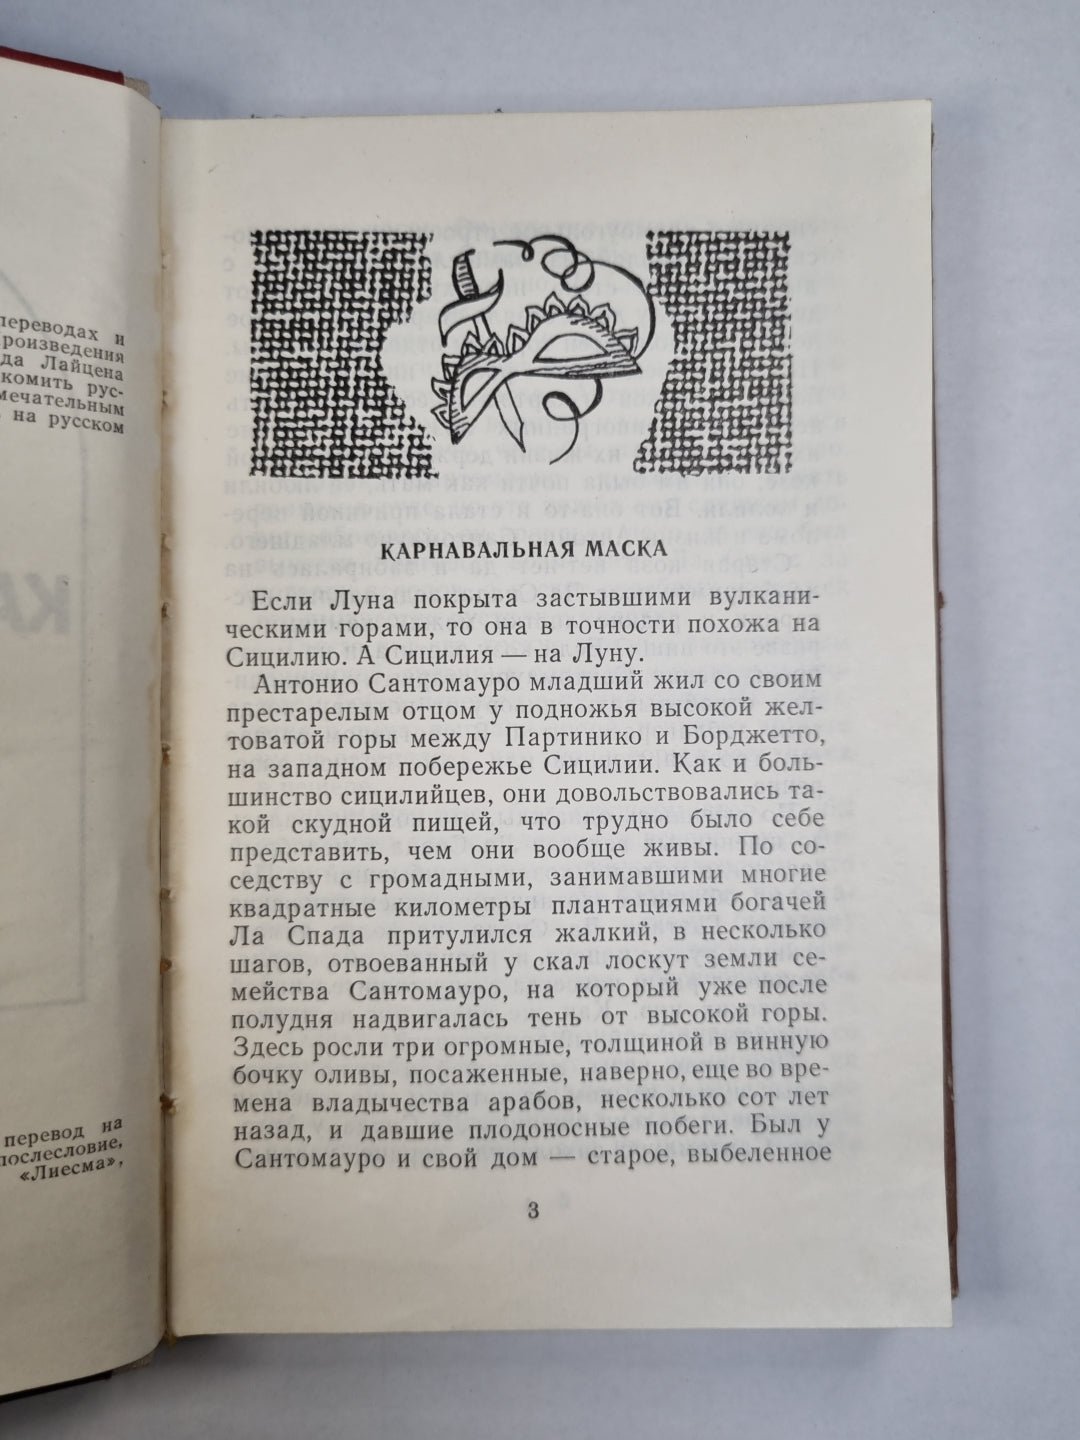 переводах и
произведения
да Лайцена
комить рус-
мечательным
на русском
перевод на
послесловие,
«Лиесма»,
КАРНАВАЛЬНАЯ МАСКА
Если Луна покрыта застывшими вулкани-
ческими горами, то она в точности похожа на
Сицилию. А Сицилия — на Луну.
Антонио Сантомауро младший жил со своим
престарелым отцом у подножья высокой жел-
товатой горы между Партинико и Борджетто,
на западном побережье Сицилии. Как и боль-
шинство сицилийцев, они довольствовались та-
кой скудной пищей, что трудно было себе
представить, чем они вообще живы. По со-
седству с громадными, занимавшими многие
квадратные километры плантациями богачей
Ла Спада притулился жалкий, в несколько
шагов, отвоеванный у скал лоскут земли се-
мейства Сантомауро, на который уже после
полудня надвигалась тень от высокой горы.
Здесь росли три огромные, толщиной в винную
бочку оливы, посаженные, наверно, еще во вре-
мена владычества арабов, несколько сот лет
назад, и давшие плодоносные побеги. Был у
Сантомауро и свой дом — старое, выбеленное
3